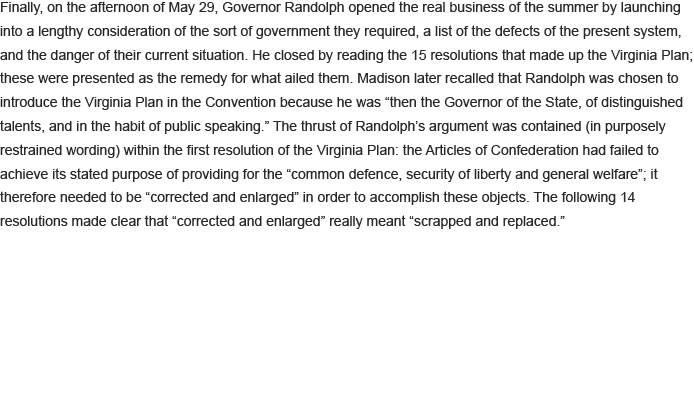 Finally, on the afternoon of May 29, Governor Randolph opened the real business of the summer by launching
into a lengthy consideration of the sort of government they required, a list of the defects of the present system,
and the danger of their current situation. He closed by reading the 15 resolutions that made up the Virginia Plan;
these were presented as the remedy for what ailed them. Madison later recalled that Randolph was chosen to
introduce the Virginia Plan in the Convention because he was “then the Governor of the State, of distinguished
talents, and in the habit of public speaking.” The thrust of Randolph’s argument was contained (in purposely
restrained wording) within the first resolution of the Virginia Plan: the Articles of Confederation had failed to
achieve its stated purpose of providing for the “common defence, security of liberty and general welfare”; it
therefore needed to be “corrected and enlarged” in order to accomplish these objects. The following 14
resolutions made clear that “corrected and enlarged” really meant “scrapped and replaced.”